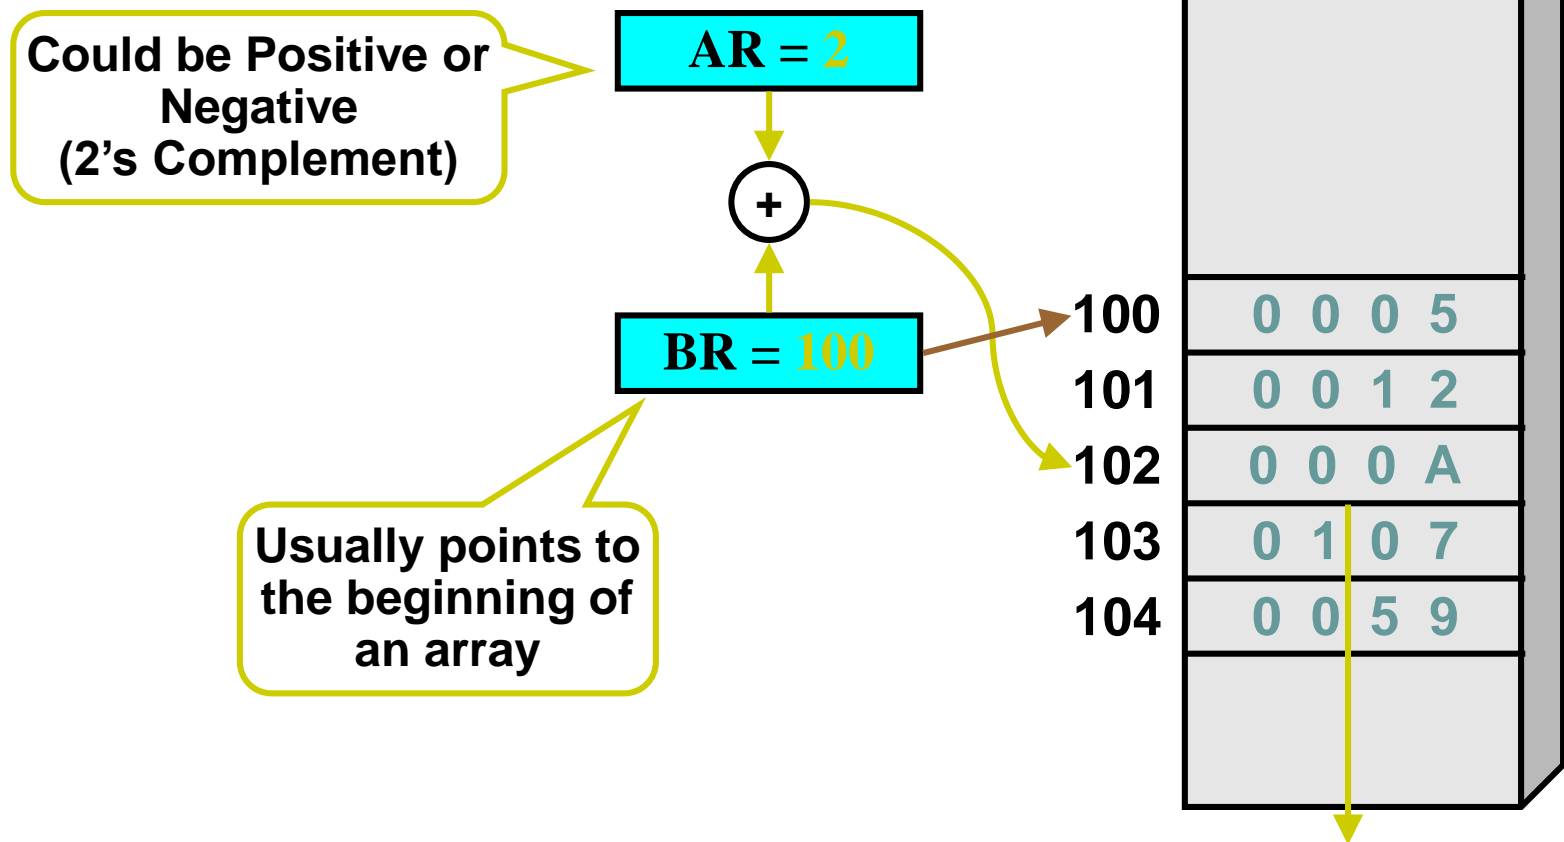 Could be Positive or
Negative
(2’s Complement)
AR = 2
+
BR = 100
Usually points to
the beginning of
an array
100 0 0 0 5
101 0 0 1 2
102 0 0 0 A
103 0 1 0 7
104 0 0 5 9